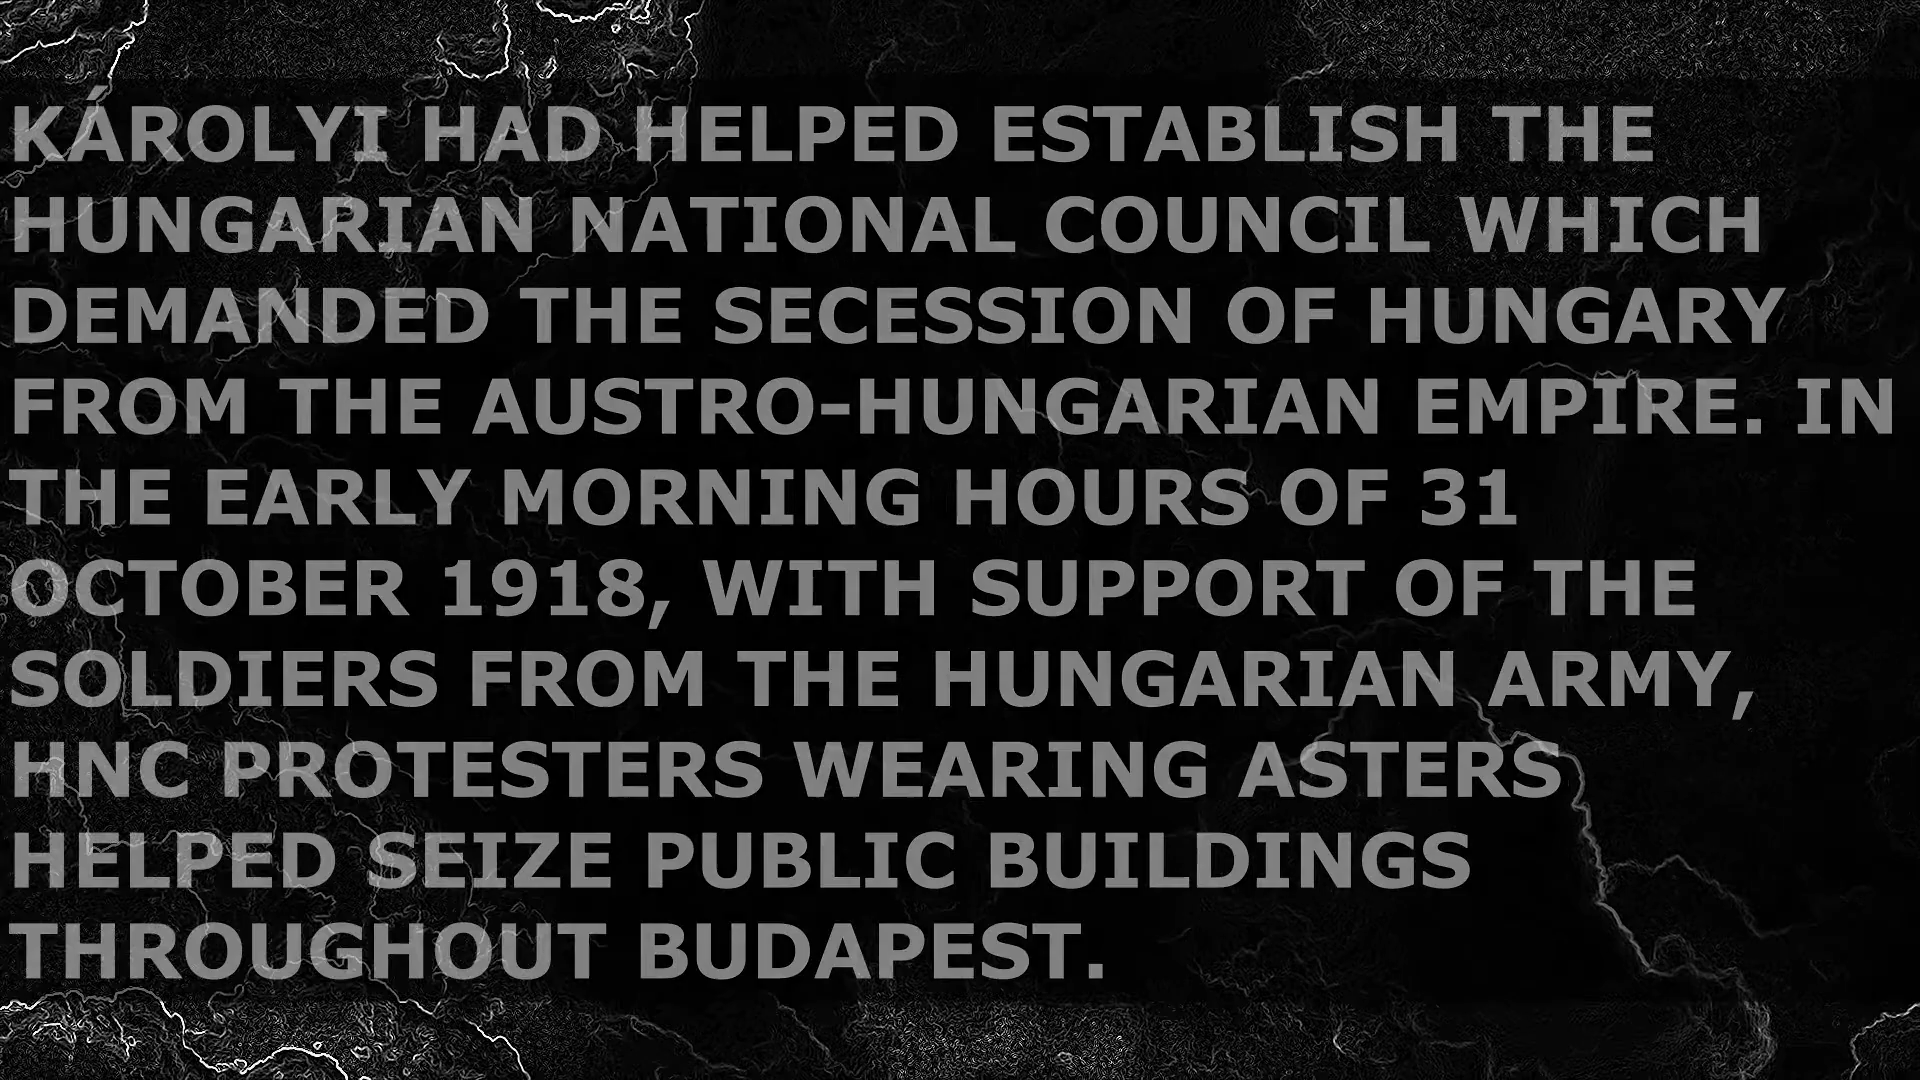 KÁROLYI HAD HELPED ESTABLISH THE
HUNGARIAN NATIONAL COUNCIL WHICH
DEMANDED THE SECESSION OF HUNGARY
FROM THE AUSTRO-HUNGARIAN EMPIRE. IN
THE EARLY MORNING HOURS OF 31
OCTOBER 1918, WITH SUPPORT OF THE
SOLDIERS FROM THE HUNGARIAN ARMY,
HNC PROTESTERS WEARING ASTERS
HELPED SEIZE PUBLIC BUILDINGS
THROUGHOUT BUDAPEST.